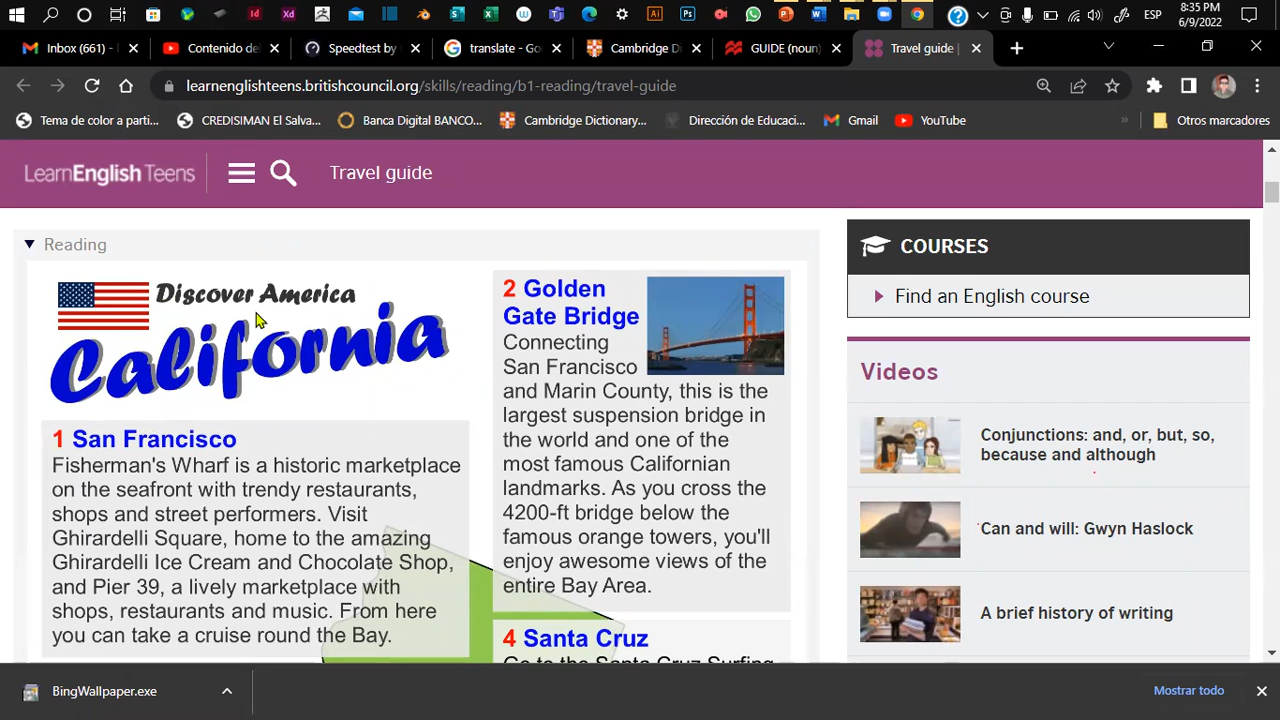 8:35 PM
ESP
6/9/2022
Inbox (661) -
Contenido de
Speedtest by
translate - Go
Cambridge D
GUIDE (noun)
Travel guide |
learnenglishteens.britishcouncil.org/skills/reading/b1-reading/travel-guide
Tema de color a parti...
CREDISIMAN El Salva...
Banca Digital BANCO...
Cambridge Dictionary...
Dirección de Educaci...
Gmail
YouTube
Otros marcadores
LearnEnglish Teens
Travel guide
Reading
Discover America
California
1 San Francisco
Fisherman's Wharf is a historic marketplace
on the seafront with trendy restaurants,
shops and street performers. Visit
Ghirardelli Square, home to the amazing
Ghirardelli Ice Cream and Chocolate Shop,
and Pier 39, a lively marketplace with
shops, restaurants and music. From here
you can take a cruise round the Bay.
2 Golden
Gate Bridge
Connecting
San Francisco
and Marin County, this is the
largest suspension bridge in
the world and one of the
most famous Californian
landmarks. As you cross the
4200-ft bridge below the
famous orange towers, you'll
enjoy awesome views of the
entire Bay Area.
4 Santa Cruz
Go to the Santa Cruz Surfing
COURSES
Find an English course
Videos
Conjunctions: and, or, but, so,
because and although
Can and will: Gwyn Haslock
A brief history of writing
BingWallpaper.exe
Mostrar todo